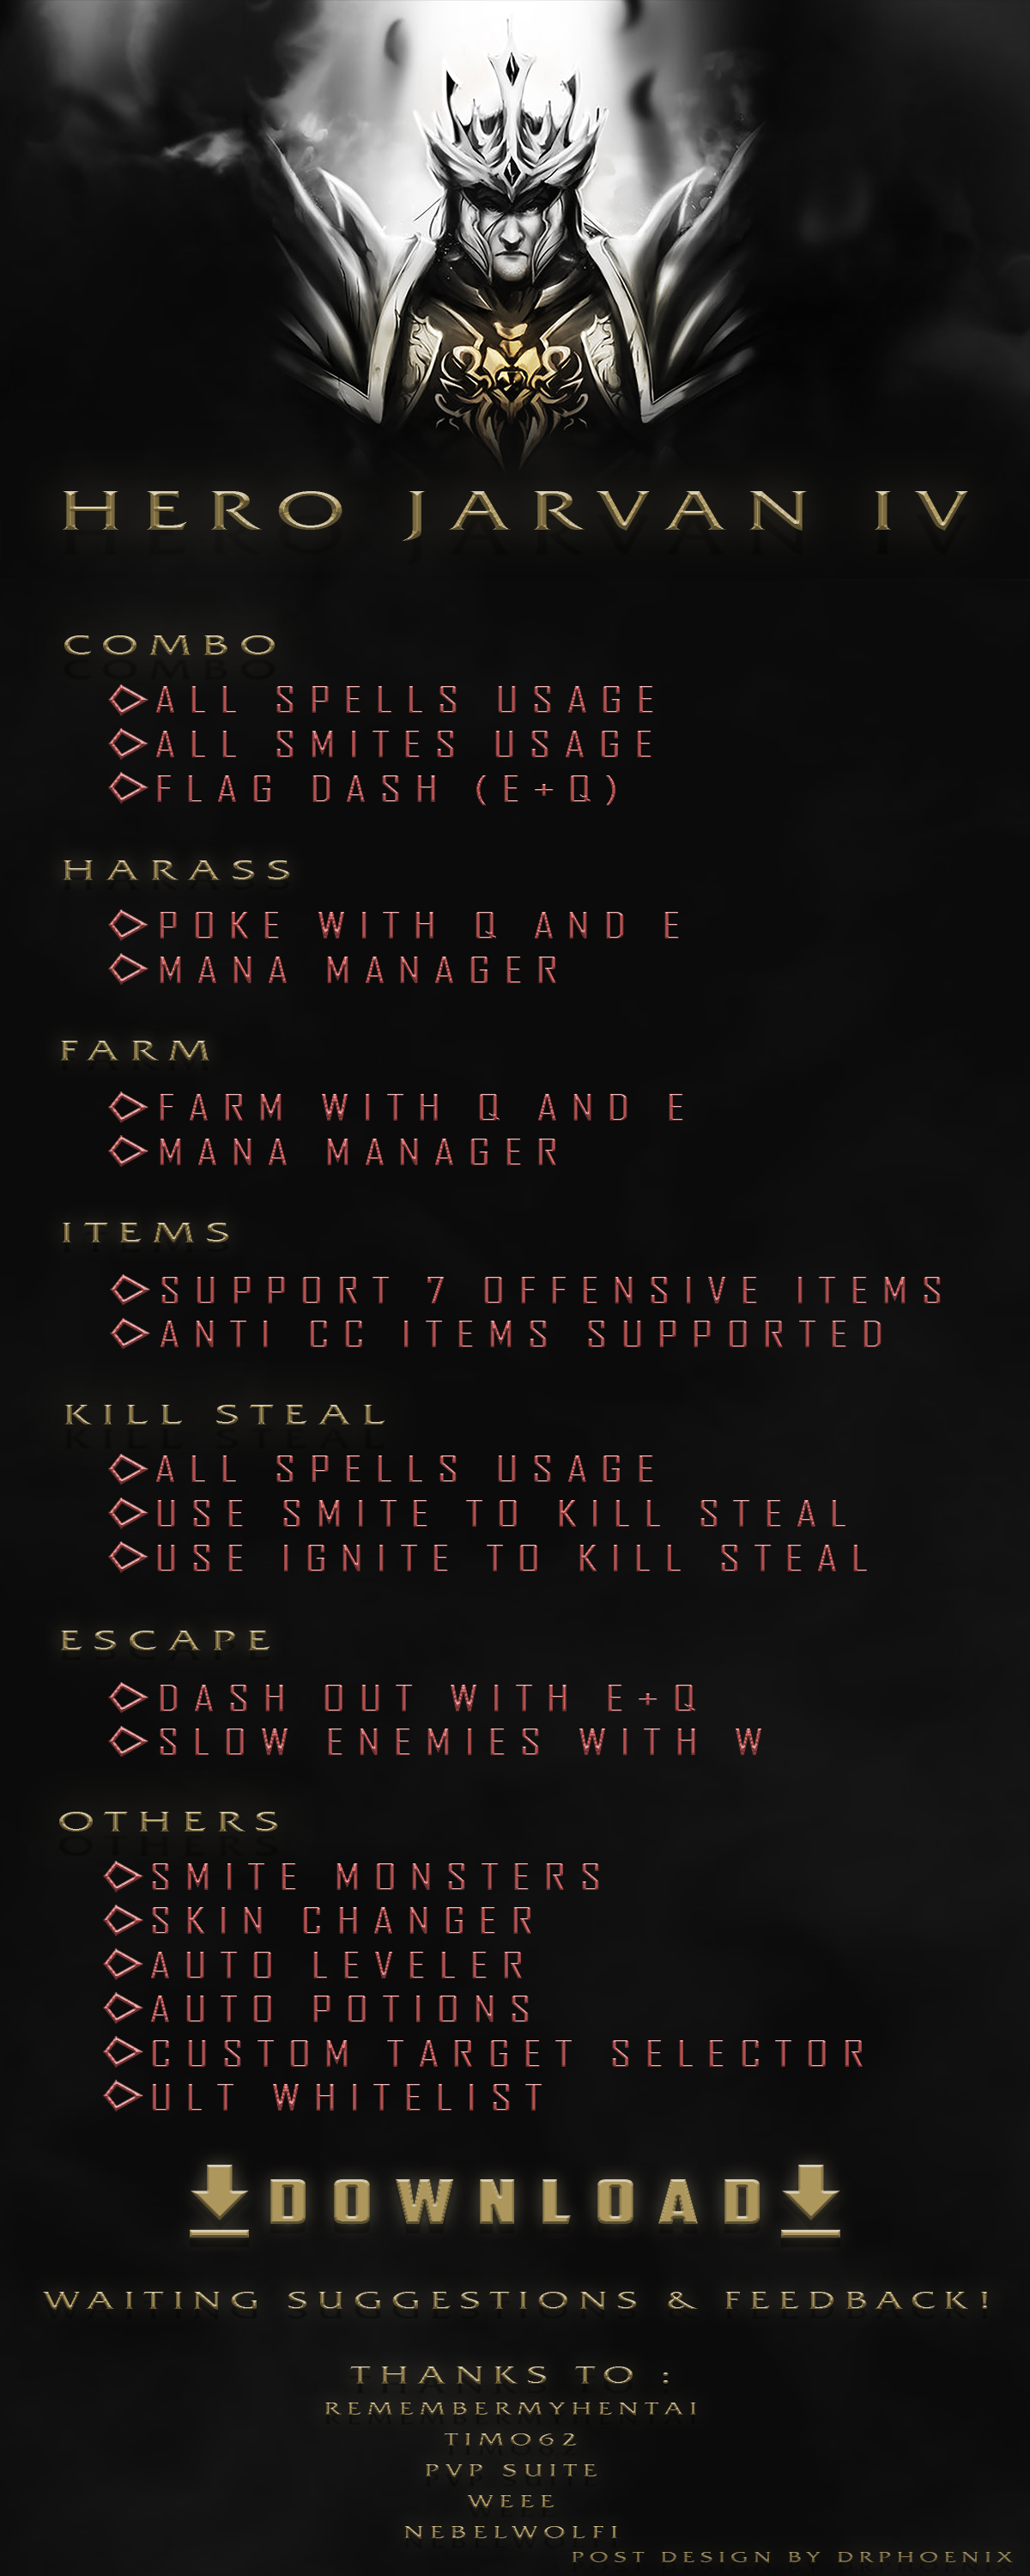 HERO JARVAN IV
COMBO
ALL SPELLS USAGE
ALL SMITES USAGE
FLAG DASH (E+Q)
HARASS
POKE WITH Q AND E
MANA MANAGER
FARM
FARM WITH Q AND E
MANA MANAGER
ITEMS
SUPPORT 7 OFFENSIVE ITEMS
ANTI CC ITEMS SUPPORTED
KILL STEAL
ALL SPELLS USAGE
USE SMITE TO KILL STEAL
USE IGNITE TO KILL STEAL
ESCAPE
DASH OUT WITH E+Q
SLOW ENEMIES WITH W
OTHERS
SMITE MONSTERS
SKIN CHANGER
AUTO LEVELER
AUTO POTIONS
CUSTOM TARGET SELECTOR
ULT WHITELIST
DOWNLOAD
WAITING SUGGESTIONS & FEEDBACK!
THANKS TO :
REMEMBERMYHENTAI
TIMO62
PVP SUITE
WEEE
NEBELWOLFI
POST DESIGN BY DRPHOENIX